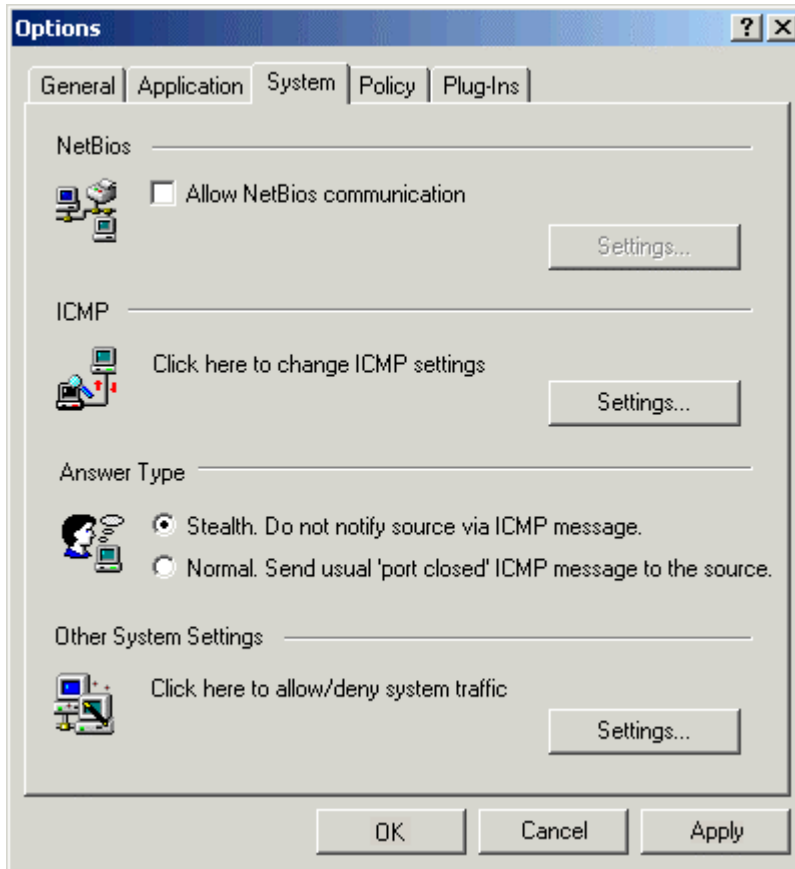 Options
General
Application
System
Policy
Plug-Ins
NetBios
Allow NetBios communication
Settings...
ICMP
Click here to change ICMP settings
Settings...
Answer Type
Stealth. Do not notify source via ICMP message.
Normal. Send usual 'port closed' ICMP message to the source.
Other System Settings
Click here to allow/deny system traffic
Settings...
OK
Cancel
Apply